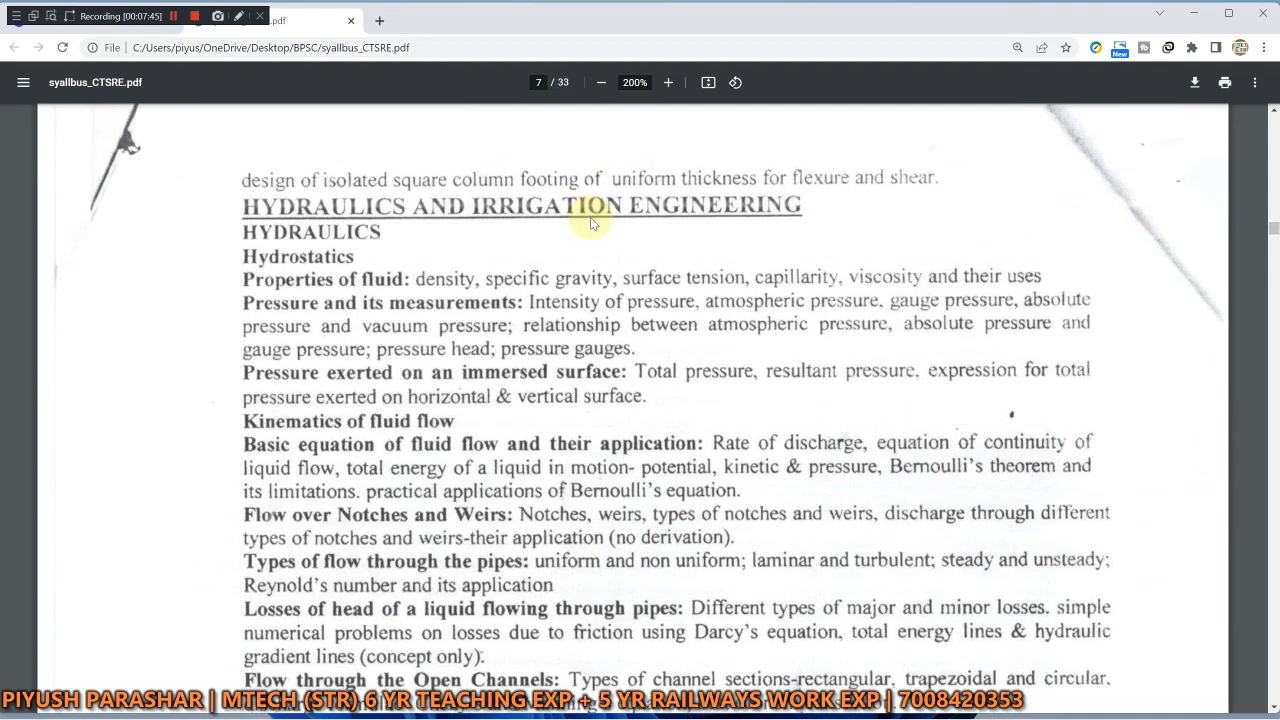 Recording [00:07:45]
.pdf
File | C:/Users/piyus/OneDrive/Desktop/BPSC/syallbus_CTSRE.pdf
New
syallbus_CTSRE.pdf
7 / 33
200%
design of isolated square column footing of uniform thickness for flexure and shear.
HYDRAULICS AND IRRIGATION ENGINEERING
HYDRAULICS
Hydrostatics
Properties of fluid: density, specific gravity, surface tension, capillarity, viscosity and their uses
Pressure and its measurements: Intensity of pressure, atmospheric pressure, gauge pressure, absolute
pressure and vacuum pressure; relationship between atmospheric pressure, absolute pressure and
gauge pressure; pressure head; pressure gauges.
Pressure exerted on an immersed surface: Total pressure, resultant pressure, expression for total
pressure exerted on horizontal & vertical surface.
Kinematics of fluid flow
Basic equation of fluid flow and their application: Rate of discharge, equation of continuity of
liquid flow, total energy of a liquid in motion- potential, kinetic & pressure, Bernoulli's theorem and
its limitations. practical applications of Bernoulli's equation.
Flow over Notches and Weirs: Notches, weirs, types of notches and weirs, discharge through different
types of notches and weirs-their application (no derivation).
Types of flow through the pipes: uniform and non uniform; laminar and turbulent; steady and unsteady;
Reynold's number and its application
Losses of head of a liquid flowing through pipes: Different types of major and minor losses. simple
numerical problems on losses due to friction using Darcy's equation, total energy lines & hydraulic
gradient lines (concept only).
Flow through the Open Channels: Types of channel sections-rectangular, trapezoidal and circular,
PIYUSH PARASHAR | MTECH (STR) 6 YR TEACHING EXP + 5 YR RAILWAYS WORK EXP | 7008420353